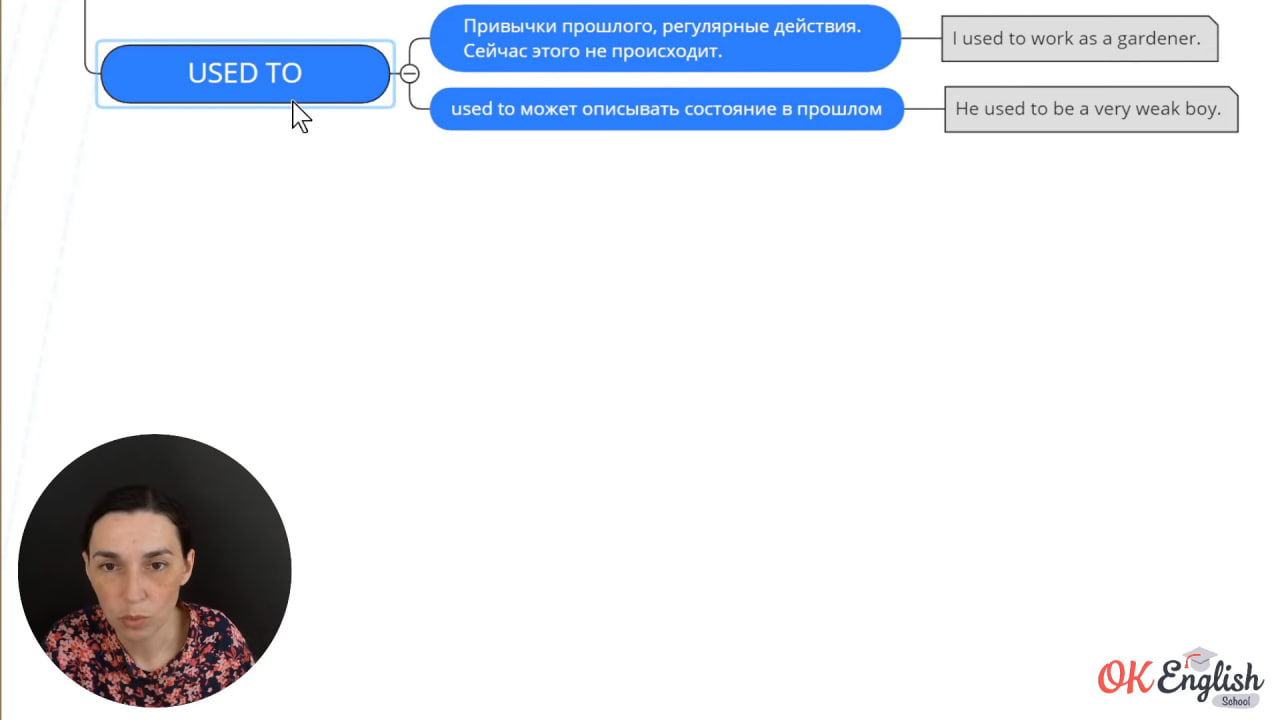 USED TO
Привычки прошлого, регулярные действия.
Сейчас этого не происходит.
I used to work as a gardener.
used to может описывать состояние в прошлом
He used to be a very weak boy.
OK English
School